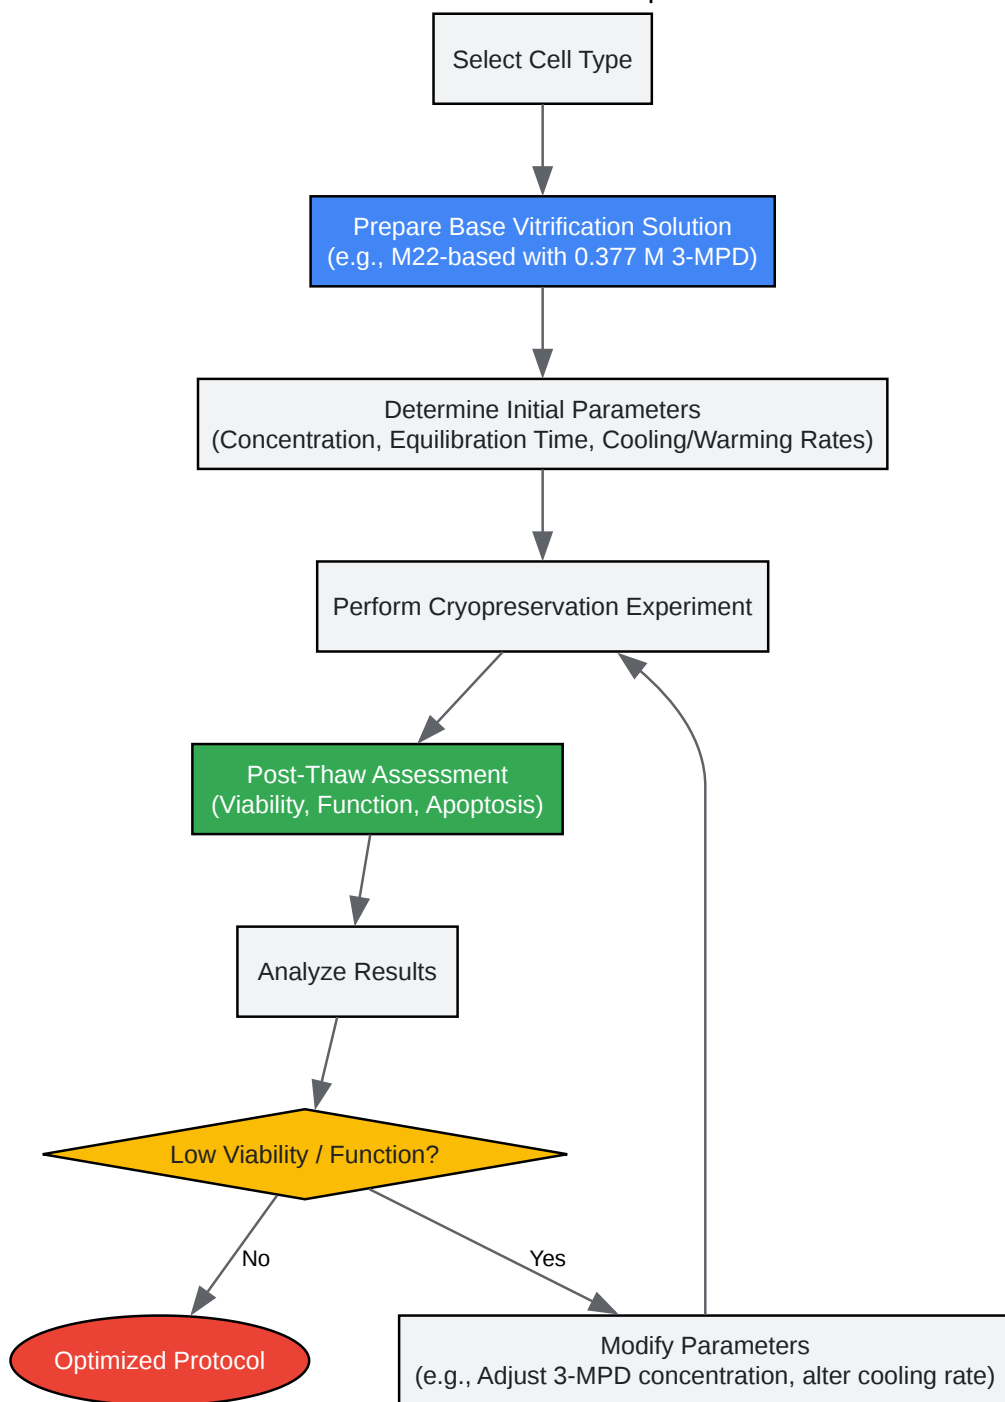 Select Cell Type
Prepare Base Vitrification Solution
(e.g., M22-based with 0.377 M 3-MPD)
Determine Initial Parameters
(Concentration, Equilibration Time, Cooling/Warming Rates)
Perform Cryopreservation Experiment
Post-Thaw Assessment
(Viability, Function, Apoptosis)
Analyze Results
Low Viability / Function?
No
Yes
Optimized Protocol
Modify Parameters
(e.g., Adjust 3-MPD concentration, alter cooling rate)